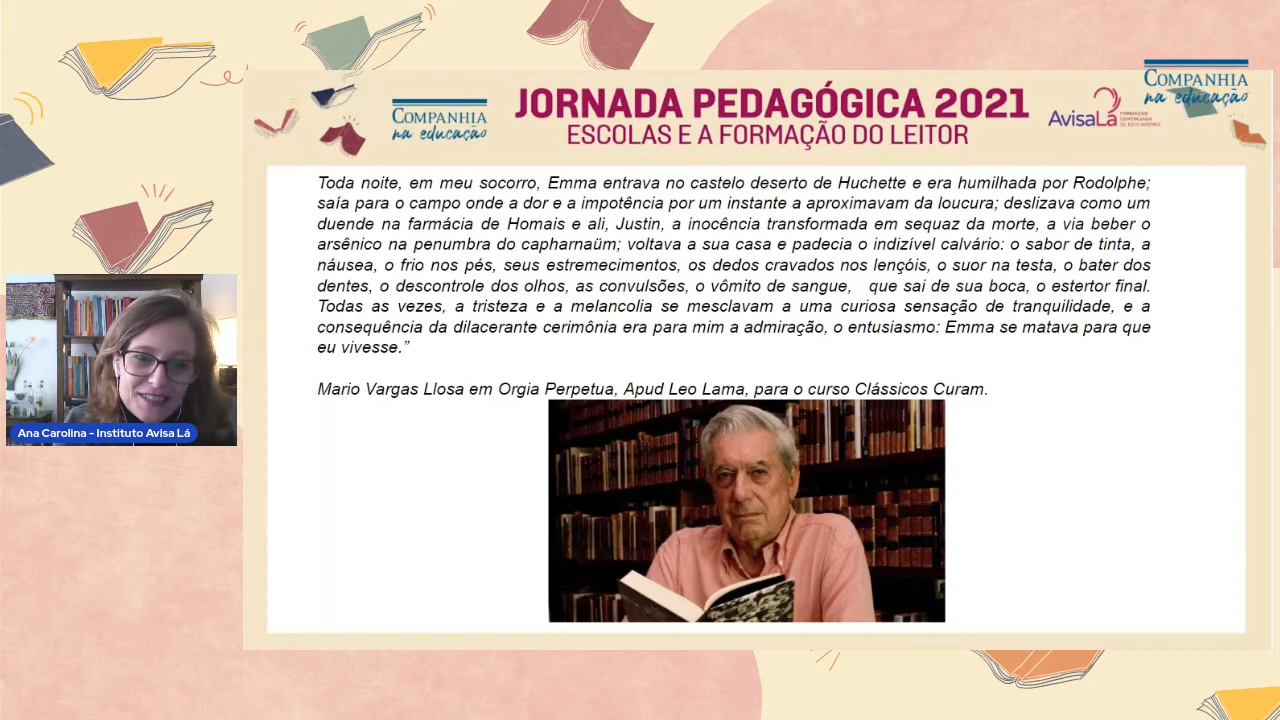 COMPANHIA
na educação
JORNADA PEDAGÓGICA 2021
ESCOLAS E A FORMAÇÃO DO LEITOR
AvisaLá
FORMAÇÃO
CONTINUADA
DE EDUCADORES
COMPANHIA
na educação
Toda noite, em meu socorro, Emma entrava no castelo deserto de Huchette e era humilhada por Rodolphe;
saía para o campo onde a dor e a impotência por um instante a aproximavam da loucura; deslizava como um
duende na farmácia de Homais e ali, Justin, a inocência transformada em sequaz da morte, a via beber o
arsênico na penumbra do capharnaüm; voltava a sua casa e padecia o indizível calvário: o sabor de tinta, a
náusea, o frio nos pés, seus estremecimentos, os dedos cravados nos lençóis, o suor na testa, o bater dos
dentes, o descontrole dos olhos, as convulsões, o vômito de sangue, que sai de sua boca, o estertor final.
Todas as vezes, a tristeza e a melancolia se mesclavam a uma curiosa sensação de tranquilidade, e a
consequência da dilacerante cerimônia era para mim a admiração, o entusiasmo: Emma se matava para que
eu vivesse.”
Mario Vargas Llosa em Orgia Perpetua, Apud Leo Lama, para o curso Clássicos Curam.
Ana Carolina - Instituto Avisa Lá